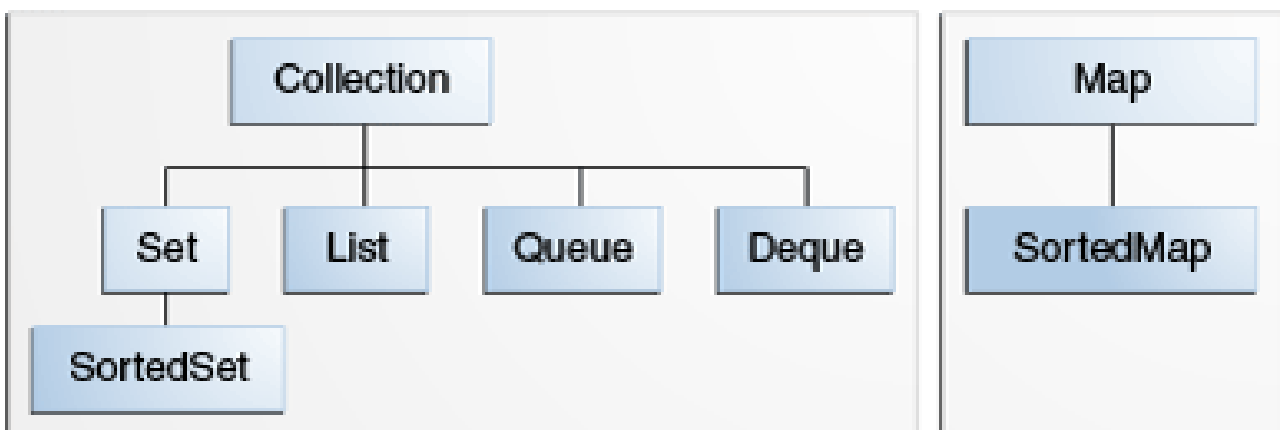 Collection
Map
Set
List
Queue
Deque
SortedMap
SortedSet